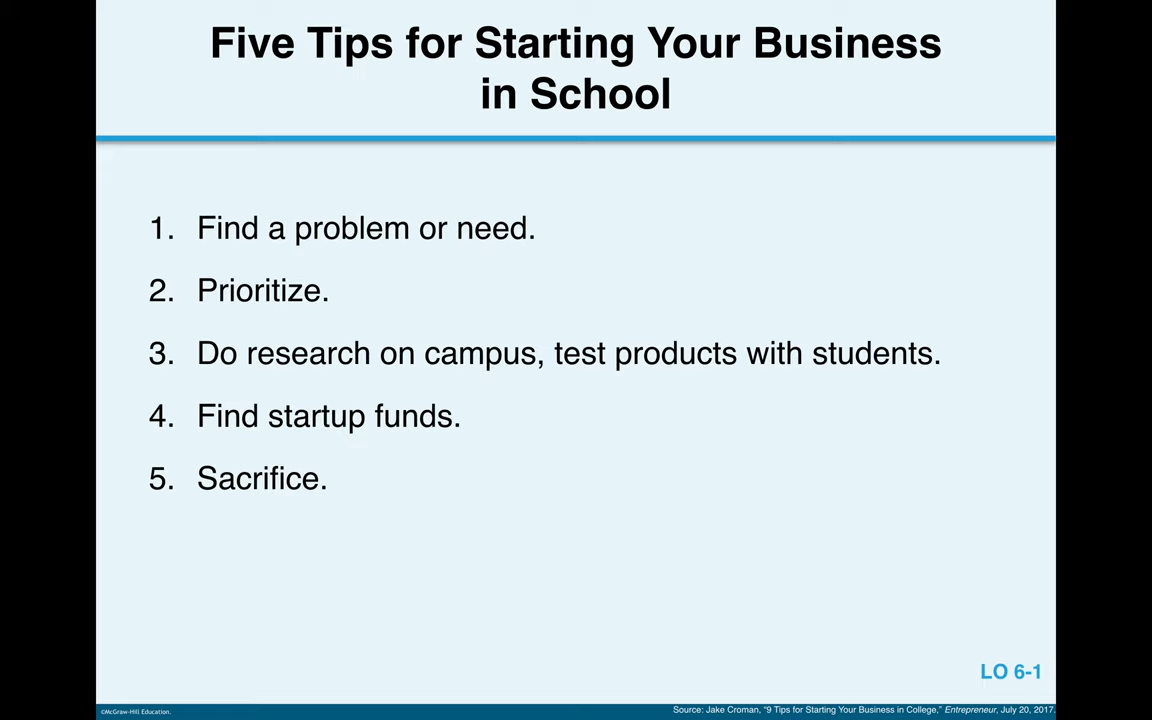 Five Tips for Starting Your Business
in School
1. Find a problem or need.
2. Prioritize.
3. Do research on campus, test products with students.
4. Find startup funds.
5. Sacrifice.
LO 6-1
©McGraw-Hill Education.
Source: Jake Croman, “9 Tips for Starting Your Business in College,” Entrepreneur, July 20, 2017.